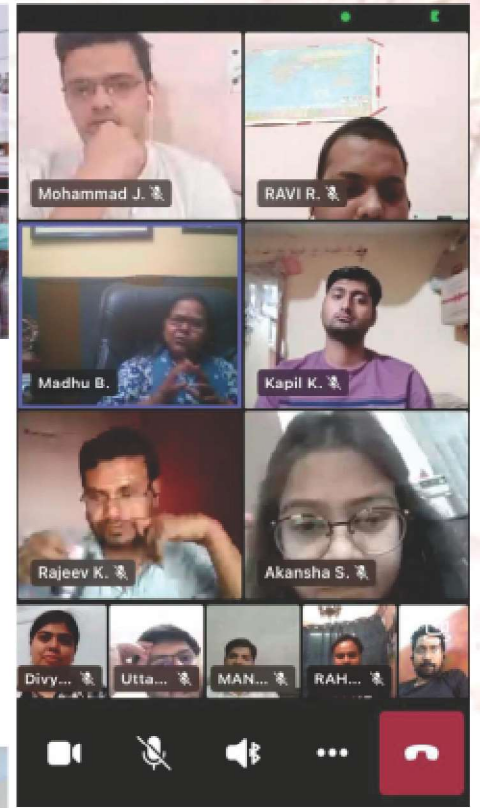 Mohammad J.
RAVI R.
Madhu B.
Kapil K.
Rajeev K.
Akansha S.
Divy...
Utta...
MAN...
RAH...